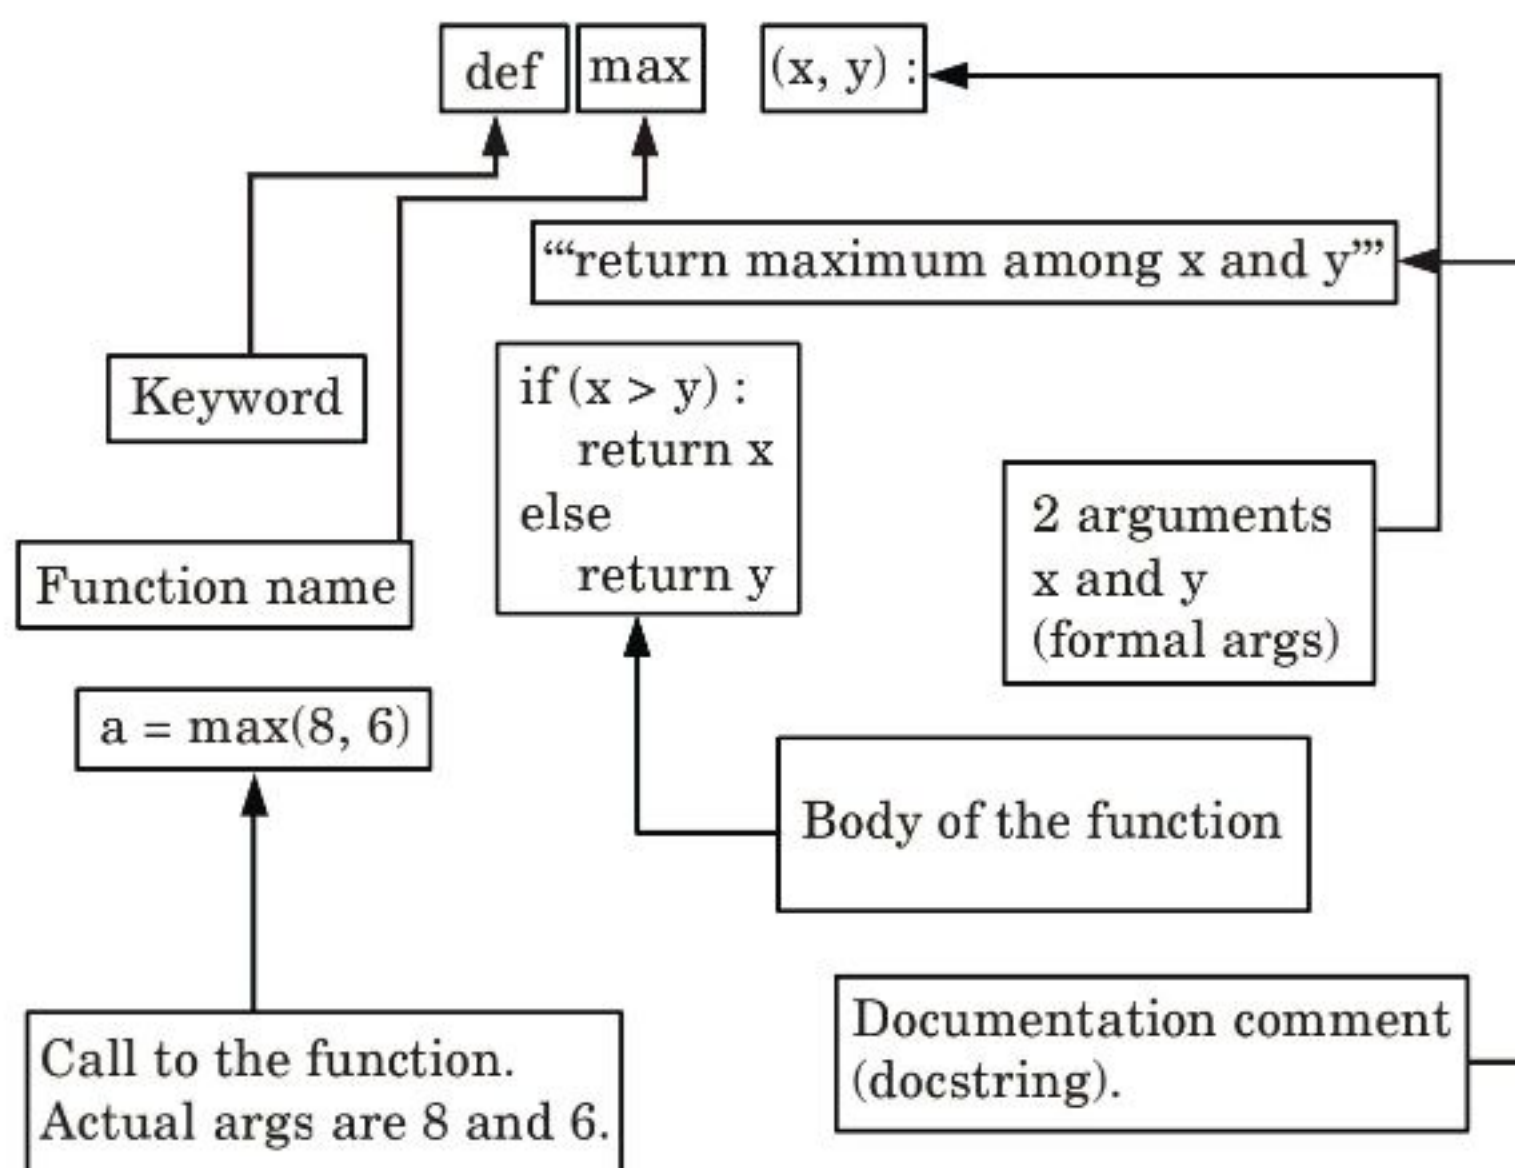 def max (x, y) :
“‘return maximum among x and y’”
Keyword
if (x > y) :
return x
else
return y
2 arguments
x and y
(formal args)
Function name
a = max(8, 6)
Body of the function
Documentation comment
(docstring).
Call to the function.
Actual args are 8 and 6.